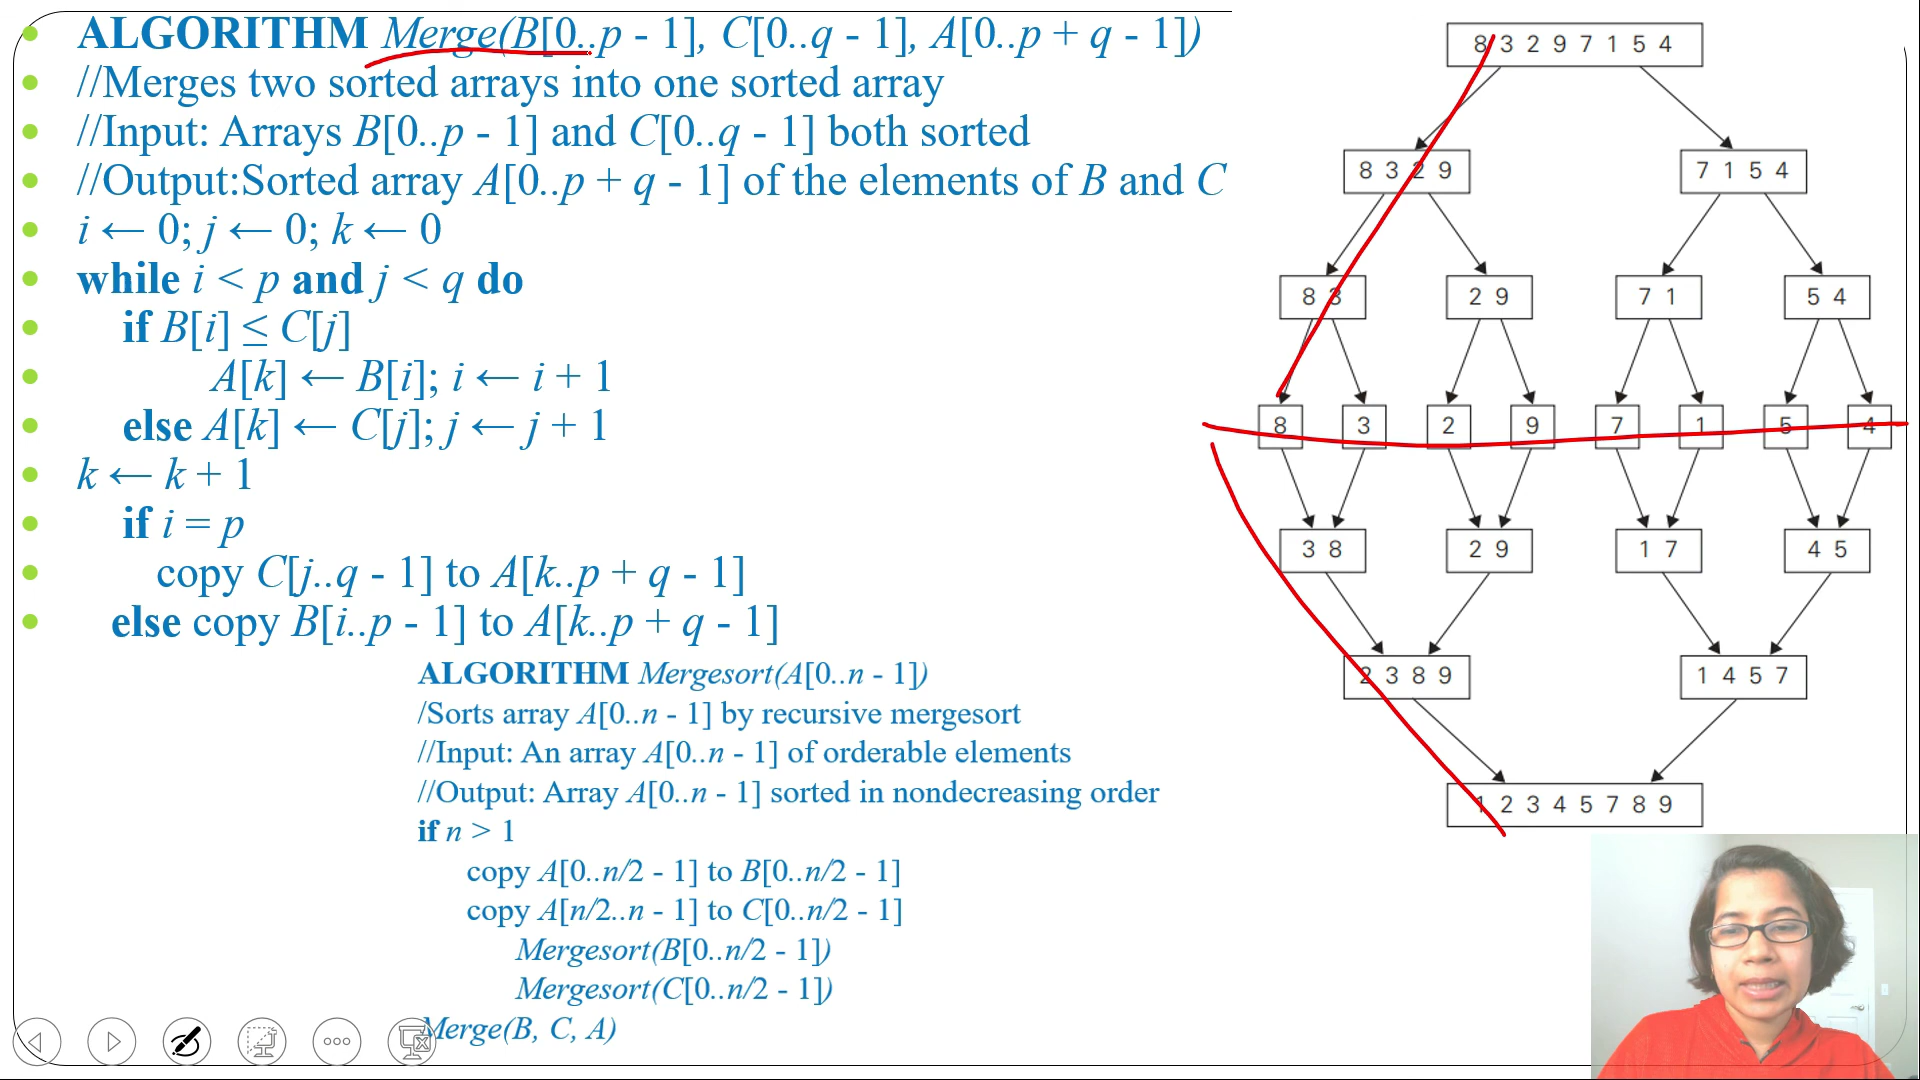 ALGORITHM Merge(B[0..p - 1], C[0..q - 1], A[0..p + q - 1])
//Merges two sorted arrays into one sorted array
//Input: Arrays B[0..p - 1] and C[0..q - 1] both sorted
//Output:Sorted array A[0..p + q - 1] of the elements of B and C
i ← 0; j ← 0; k ← 0
while i < p and j < q do
if B[i] ≤ C[j]
A[k] ← B[i]; i ← i + 1
else A[k] ← C[j]; j ← j + 1
k ← k + 1
if i = p
copy C[j..q - 1] to A[k..p + q - 1]
else copy B[i..p - 1] to A[k..p + q - 1]
ALGORITHM Mergesort(A[0..n - 1])
/Sorts array A[0..n - 1] by recursive mergesort
//Input: An array A[0..n - 1] of orderable elements
//Output: Array A[0..n - 1] sorted in nondecreasing order
if n > 1
copy A[0..n/2 - 1] to B[0..n/2 - 1]
copy A[n/2..n - 1] to C[0..n/2 - 1]
Mergesort(B[0..n/2 - 1])
Mergesort(C[0..n/2 - 1])
Merge(B, C, A)
8 3 2 9 7 1 5 4
8 3 2 9 7 1 5 4
8 3 2 9 7 1 5 4
8 3 2 9 7 1 5 4
3 8 2 9 1 7 4 5
2 3 8 9 1 4 5 7
1 2 3 4 5 7 8 9